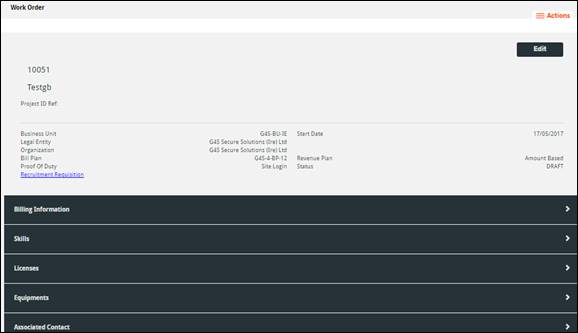 Work Order
Actions
Edit
10051
Testgb
Project ID Ref:
Business Unit G4S-BU-IE Start Date 17/05/2017
Legal Entity G4S Secure Solutions (Ire) Ltd
Organization G4S Secure Solutions (Ire) Ltd
Bill Plan G4S-4-BP-12 Revenue Plan Amount Based
Proof Of Duty Site Login Status DRAFT
Recruitment Requisition
Billing Information
Skills
Licenses
Equipments
Associated Contact